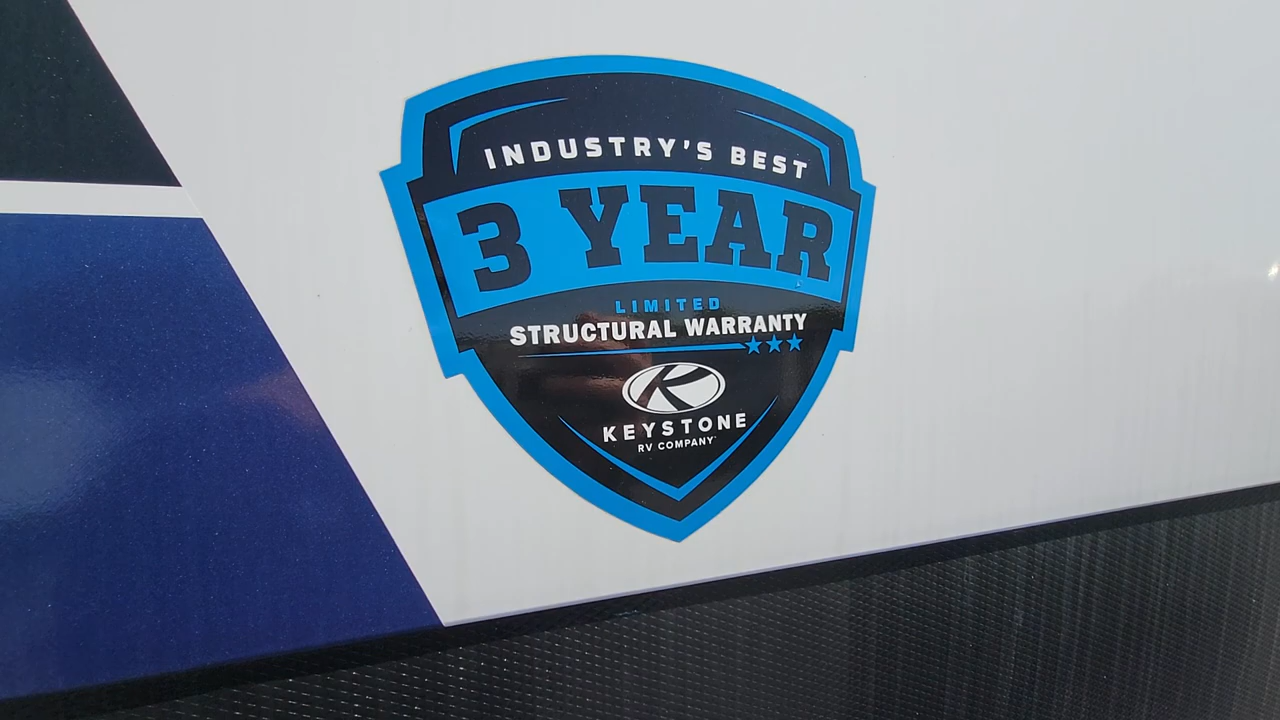 INDUSTRY'S BEST
3 YEAR
LIMITED
STRUCTURAL WARRANTY
KEYSTONE
RV COMPANY